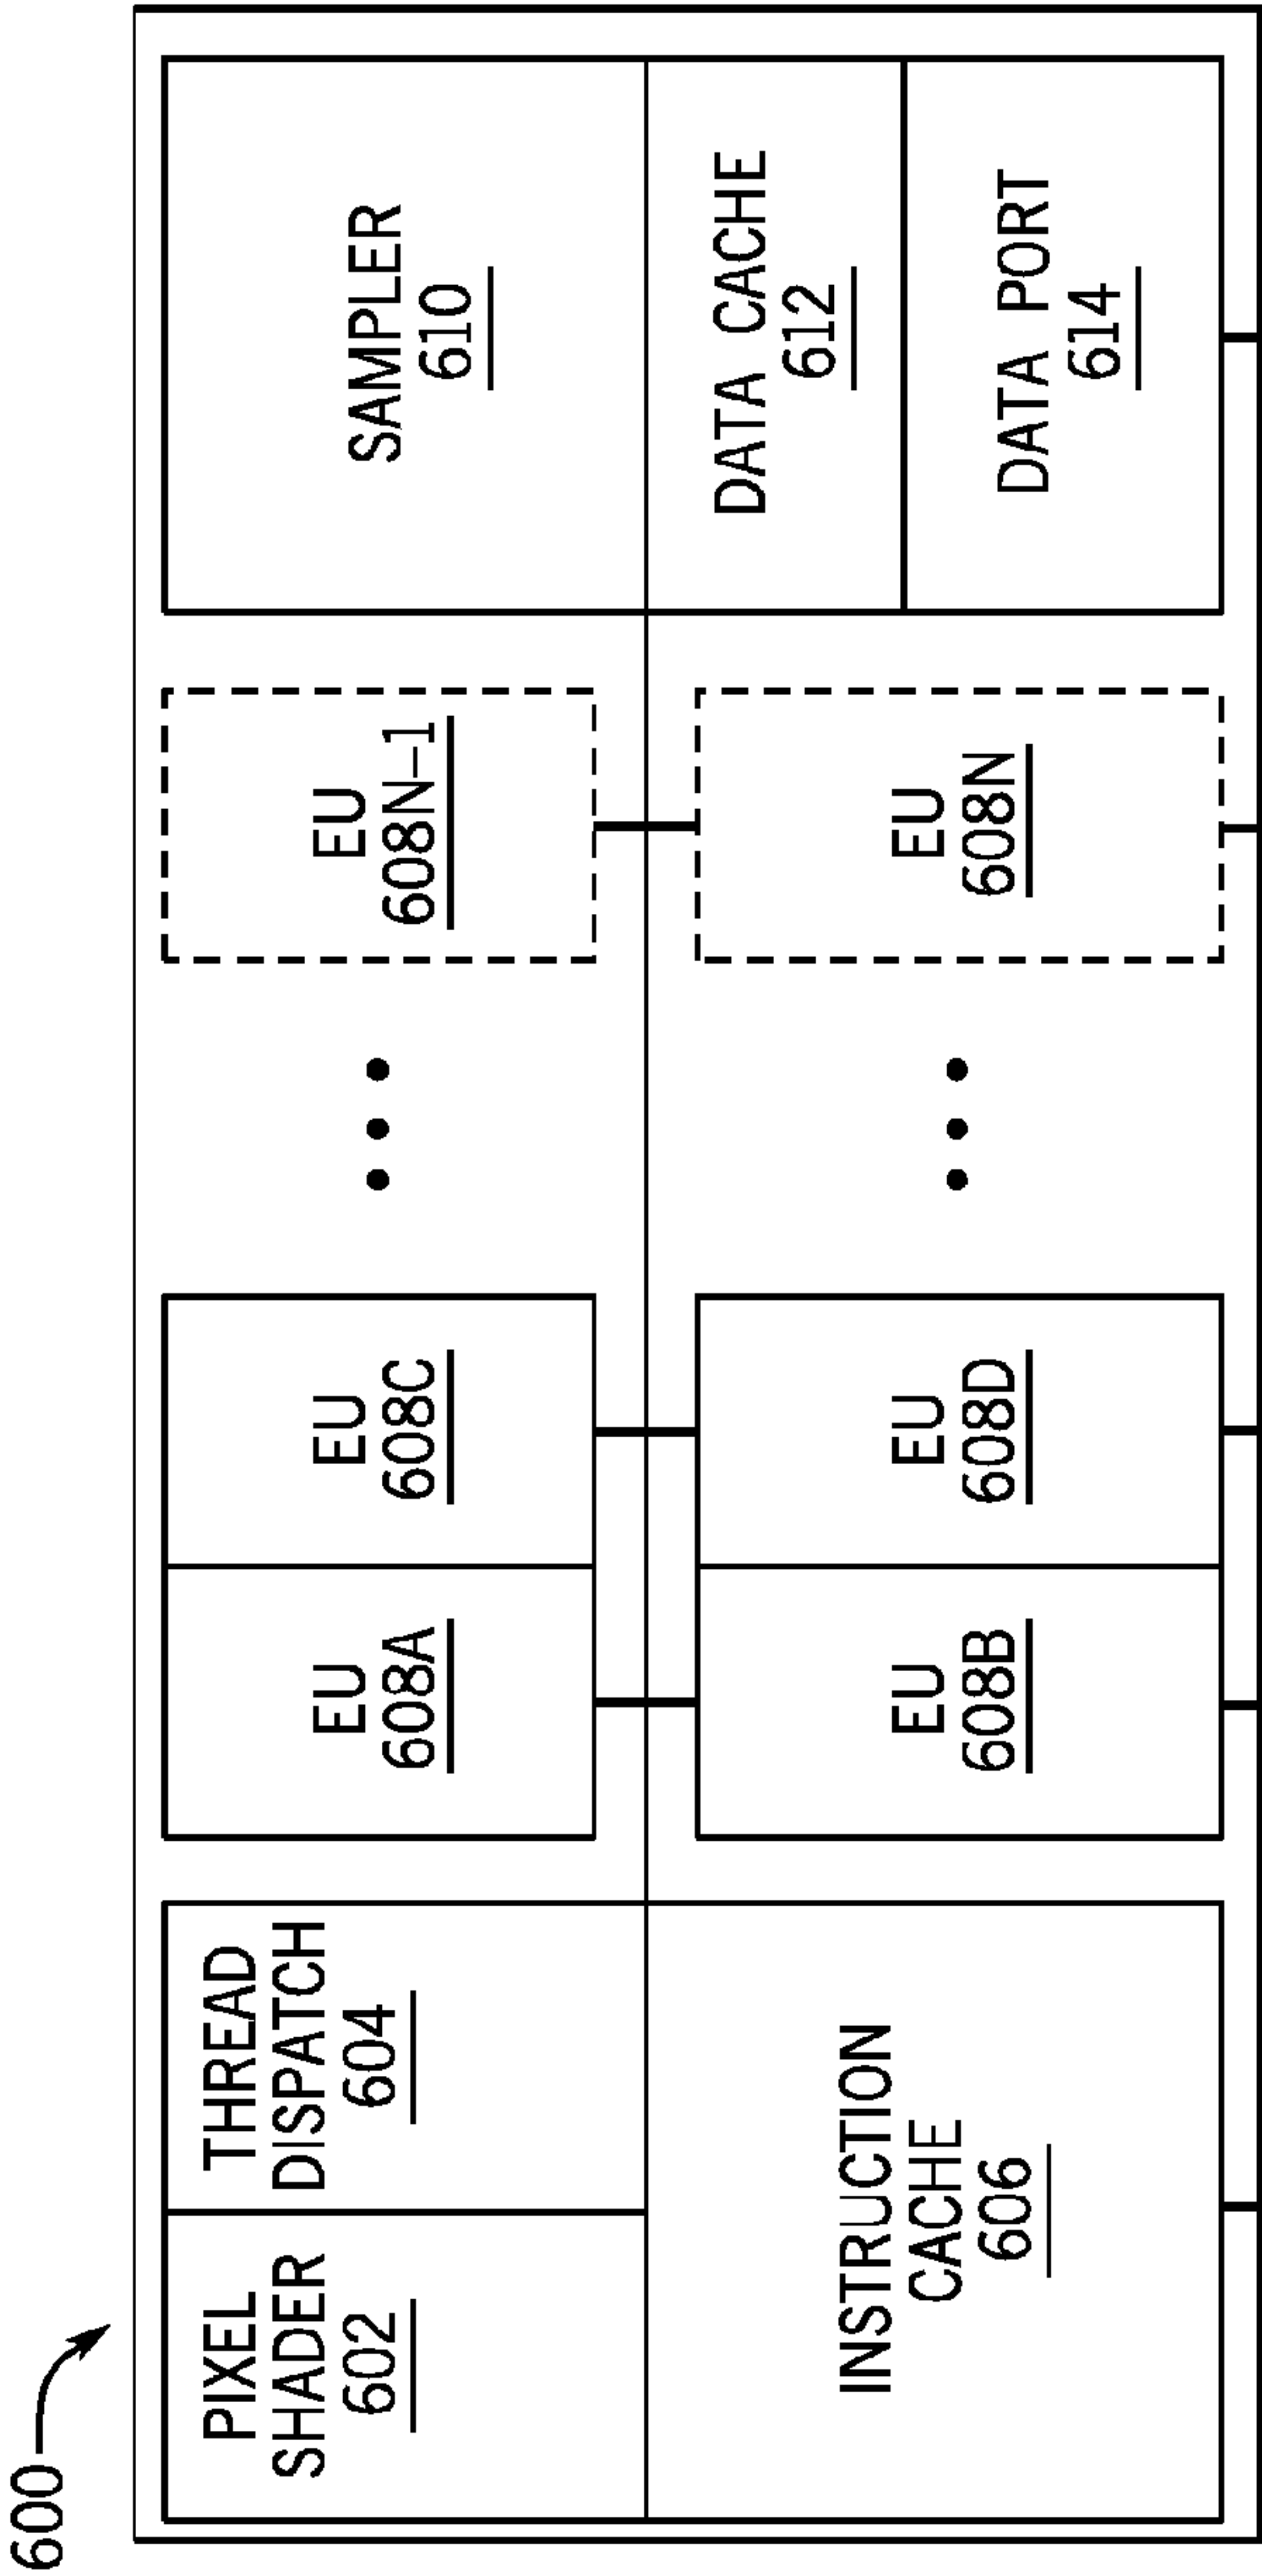 600
PIXEL
SHADER
602
THREAD
DISPATCH
604
INSTRUCTION
CACHE
606
EU
608A
EU
608C
EU
608B
EU
608D
EU
608N-1
EU
608N
SAMPLER
610
DATA CACHE
612
DATA PORT
614